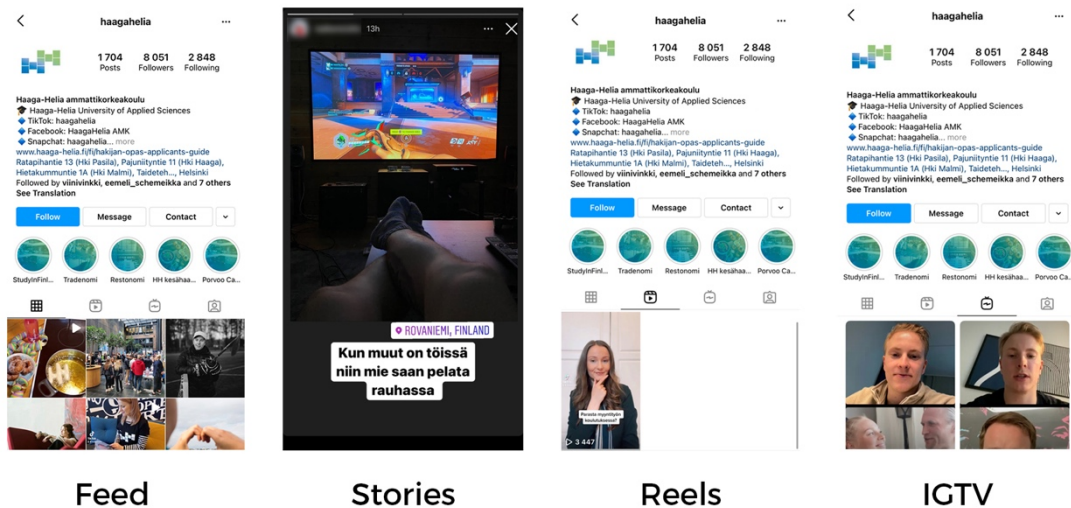 haagahelia
1 704
8 051
2 848
Posts
Followers
Following
Haaga-Helia ammattikorkeakoulu
Haaga-Helia University of Applied Sciences
TikTok: haagahelia
Facebook: HaagaHelia AMK
Snapchat: haagahelia... more
www.haaga-helia.fi/fi/hakijan-opas-applicants-guide
Ratapihantie 13 (Hki Pasila), Pajuniityntie 11 (Hki Haaga),
Hietakummuntie 1A (Hki Malmi), Taideteh..., Helsinki
Followed by viinivinkki, eemeli_schemeikka and 7 others
See Translation
Follow
Message
Contact
StudyInFinl...
Tradenomi
Restonomi
HH kesähaa...
Porvoo Ca...
Feed
13h
ROVANIEMI, FINLAND
Kun muut on töissä
niin mie saan pelata
rauhassa
Stories
haagahelia
1 704
8 051
2 848
Posts
Followers
Following
Haaga-Helia ammattikorkeakoulu
Haaga-Helia University of Applied Sciences
TikTok: haagahelia
Facebook: HaagaHelia AMK
Snapchat: haagahelia... more
www.haaga-helia.fi/fi/hakijan-opas-applicants-guide
Ratapihantie 13 (Hki Pasila), Pajuniityntie 11 (Hki Haaga),
Hietakummuntie 1A (Hki Malmi), Taideteh..., Helsinki
Followed by viinivinkki, eemeli_schemeikka and 7 others
See Translation
Follow
Message
Contact
StudyInFinl...
Tradenomi
Restonomi
HH kesähaa...
Porvoo Ca...
Parasta myyntityön
koulutuksessa?
3 447
Reels
haagahelia
1 704
8 051
2 848
Posts
Followers
Following
Haaga-Helia ammattikorkeakoulu
Haaga-Helia University of Applied Sciences
TikTok: haagahelia
Facebook: HaagaHelia AMK
Snapchat: haagahelia... more
www.haaga-helia.fi/fi/hakijan-opas-applicants-guide
Ratapihantie 13 (Hki Pasila), Pajuniityntie 11 (Hki Haaga),
Hietakummuntie 1A (Hki Malmi), Taideteh..., Helsinki
Followed by viinivinkki, eemeli_schemeikka and 7 others
See Translation
Follow
Message
Contact
StudyInFinl...
Tradenomi
Restonomi
HH kesähaa...
Porvoo Ca...
IGTV